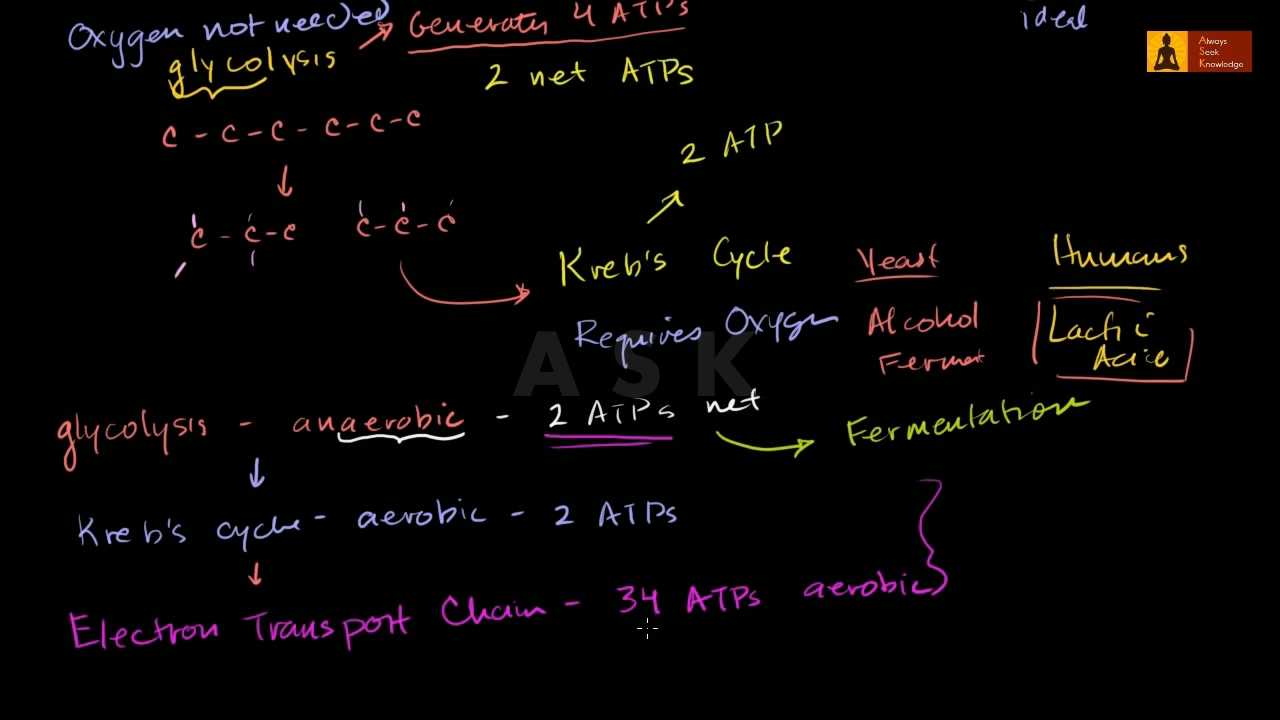 Oxygen not needed
Generates 4 ATPs
ideal
Always
Seek
Knowledge
glycolysis
2 net ATPs
C - C - C - C - C - C
2 ATP
C - C - C C - C - C
Kreb's Cycle
Yeast
Humans
Requires Oxygen
Alcohol
Ferment
Lactic
Acid
ASK
glycolysis - anaerobic - 2 ATPs net
Fermentation
Kreb's cycle - aerobic - 2 ATPs
Electron Transport Chain - 34 ATPs aerobic